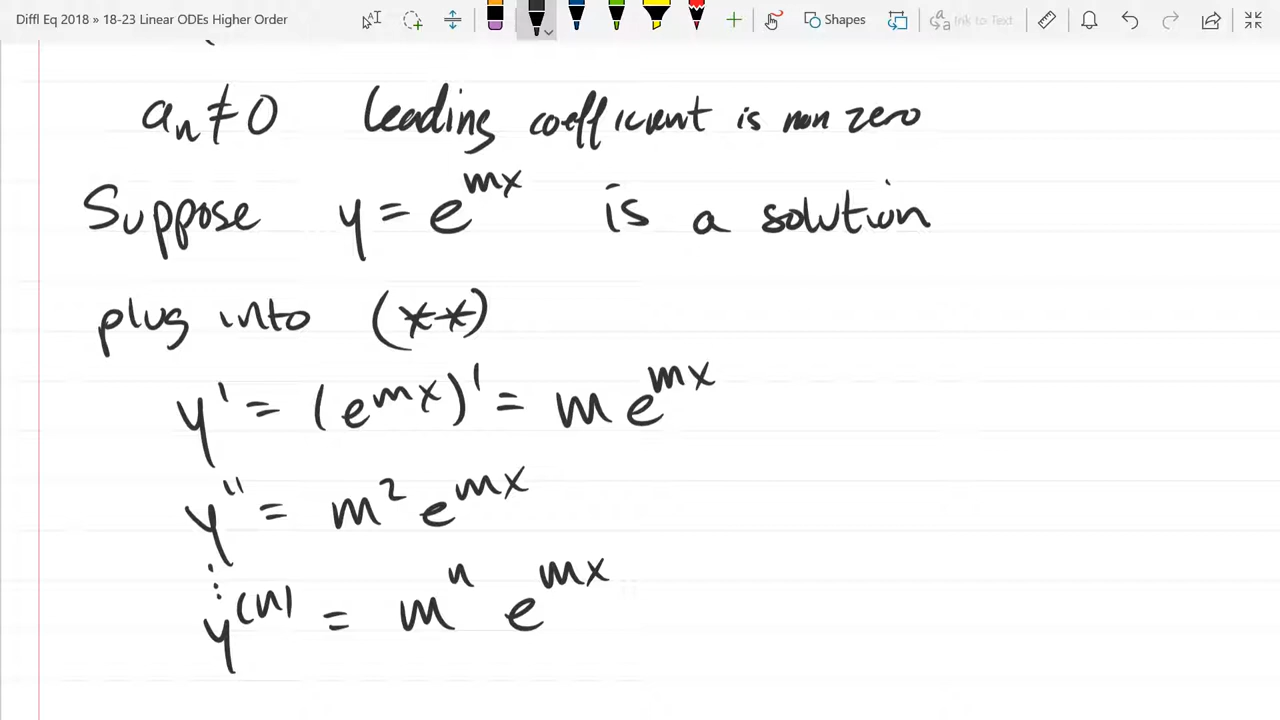 Diffl Eq 2018 » 18-23 Linear ODEs Higher Order
Shapes
Ink to Text
aₙ ≠ 0 leading coefficient is non zero
Suppose y = e^{mx} is a solution
plug into (**)
y' = (e^{mx})' = m e^{mx}
y'' = m² e^{mx}
⋮
y^{(n)} = mⁿ e^{mx}